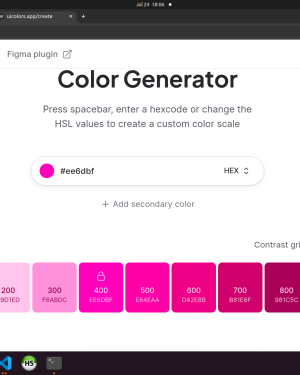 Jul 24 18:06
uicolors.app/create
Figma plugin
Color Generator
Press spacebar, enter a hexcode or change the
HSL values to create a custom color scale
#ee6dbf
HEX
+ Add secondary color
Contrast gri
200 300 400 500 600 700 800
9D1ED F6ABDC EE6DBF E64EAA D42E8B B81E6F 981C5C
HS